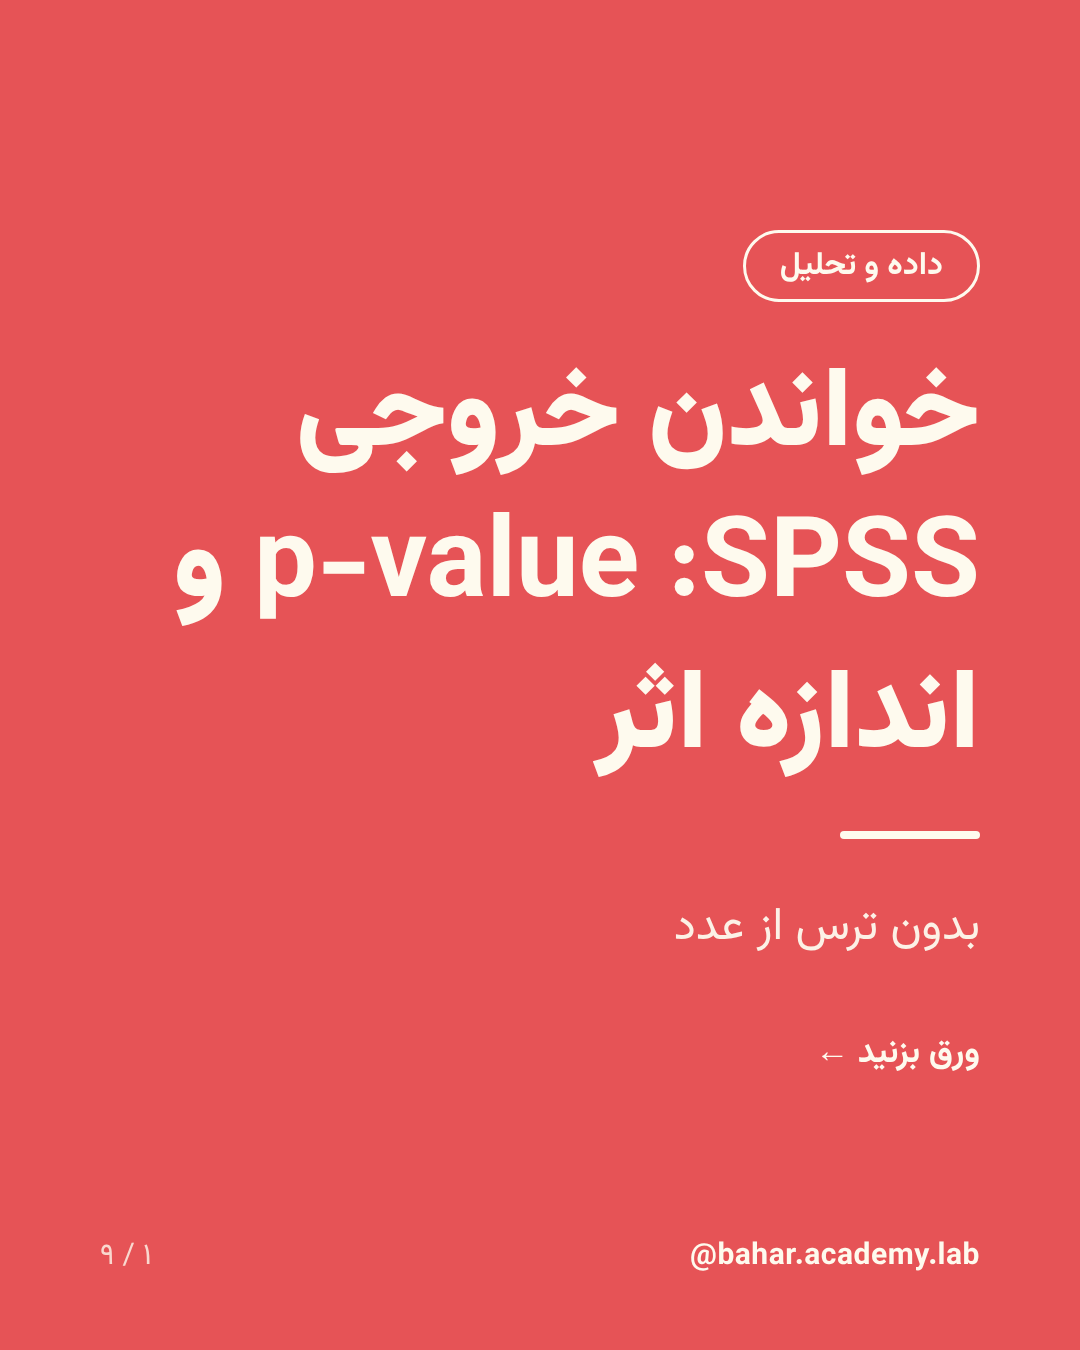 داده و تحلیل
خواندن خروجی
SPSS: p-value و
اندازه اثر
بدون ترس از عدد
ورق بزنید ←
@bahar.academy.lab
۱ / ۹